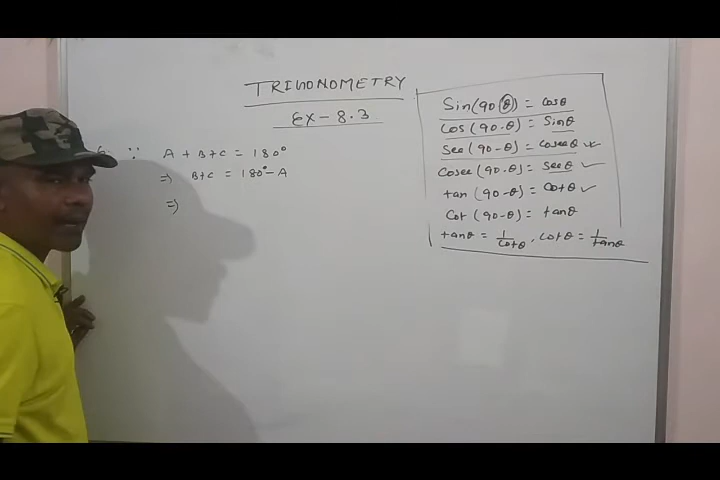 TRIGONOMETRY
EX - 8.3
6. ∵ A + B+C = 180°
⇒ B+C = 180° - A
⇒
Sin(90-θ) = Cosθ
Cos(90-θ) = Sinθ
Sec(90-θ) = Cosecθ ✓
Cosec(90-θ) = Secθ ✓
tan(90-θ) = Cotθ ✓
Cot(90-θ) = tanθ
tanθ = 1/Cotθ, Cotθ = 1/tanθ